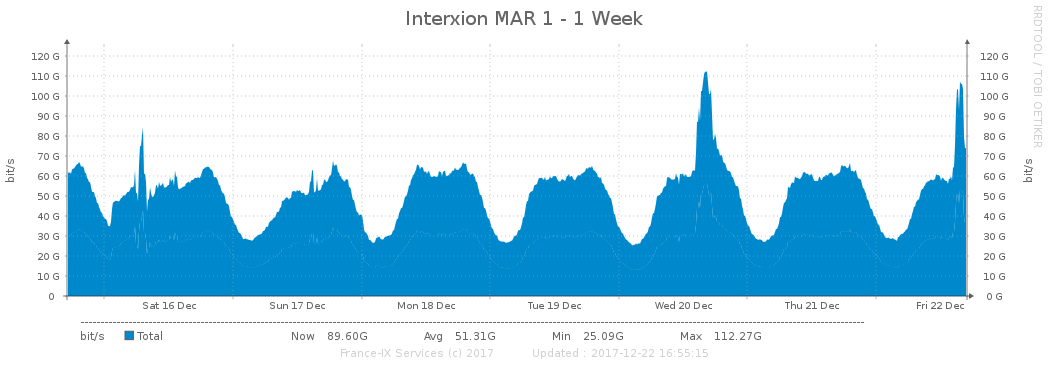 Interxion MAR 1 - 1 Week
RRDTOOL / TOBI OETIKER
bit/s
bit/s
120 G 120 G
110 G 110 G
100 G 100 G
90 G 90 G
80 G 80 G
70 G 70 G
60 G 60 G
50 G 50 G
40 G 40 G
30 G 30 G
20 G 20 G
10 G 10 G
0 0 G
Sat 16 Dec Sun 17 Dec Mon 18 Dec Tue 19 Dec Wed 20 Dec Thu 21 Dec Fri 22 Dec
bit/s Total Now 89.60G Avg 51.31G Min 25.09G Max 112.27G
France-IX Services (c) 2017 Updated : 2017-12-22 16:55:15